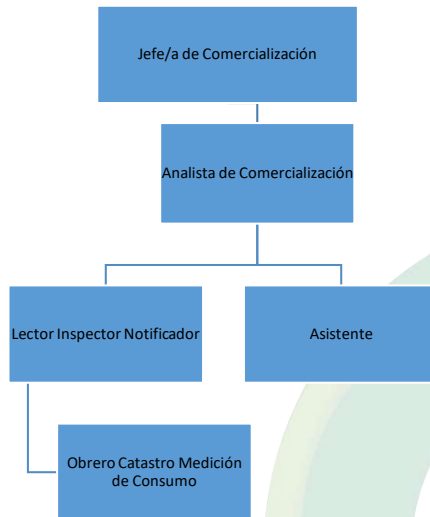 Jefe/a de Comercialización
Analista de Comercialización
Lector Inspector Notificador
Asistente
Obrero Catastro Medición
de Consumo